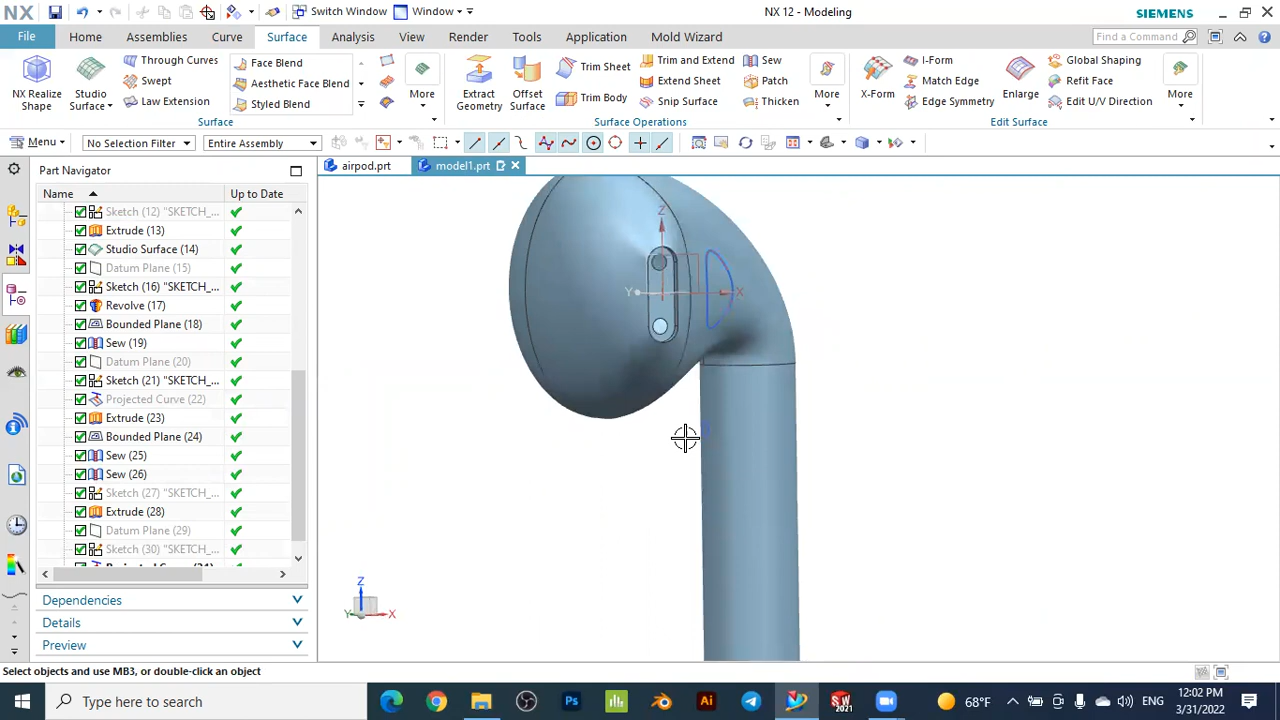 NX
Switch Window
Window
NX 12 - Modeling
SIEMENS
File
Home
Assemblies
Curve
Surface
Analysis
View
Render
Tools
Application
Mold Wizard
Find a Command
NX Realize Shape
Studio Surface
Through Curves
Swept
Law Extension
Face Blend
Aesthetic Face Blend
Styled Blend
More
Surface
Extract Geometry
Offset Surface
Trim Sheet
Trim Body
Trim and Extend
Extend Sheet
Snip Surface
Sew
Patch
Thicken
More
Surface Operations
X-Form
I-Form
Match Edge
Edge Symmetry
Enlarge
Global Shaping
Refit Face
Edit U/V Direction
More
Edit Surface
Menu
No Selection Filter
Entire Assembly
Part Navigator
airpod.prt
model1.prt
Name
Up to Date
Sketch (12) "SKETCH_...
Extrude (13)
Studio Surface (14)
Datum Plane (15)
Sketch (16) "SKETCH_...
Revolve (17)
Bounded Plane (18)
Sew (19)
Datum Plane (20)
Sketch (21) "SKETCH_...
Projected Curve (22)
Extrude (23)
Bounded Plane (24)
Sew (25)
Sew (26)
Sketch (27) "SKETCH_...
Extrude (28)
Datum Plane (29)
Sketch (30) "SKETCH_...
Dependencies
Details
Preview
Z
Y
X
Z
Y
X
Select objects and use MB3, or double-click an object
Type here to search
Ps
Ai
SW
2021
68°F
ENG
12:02 PM
3/31/2022